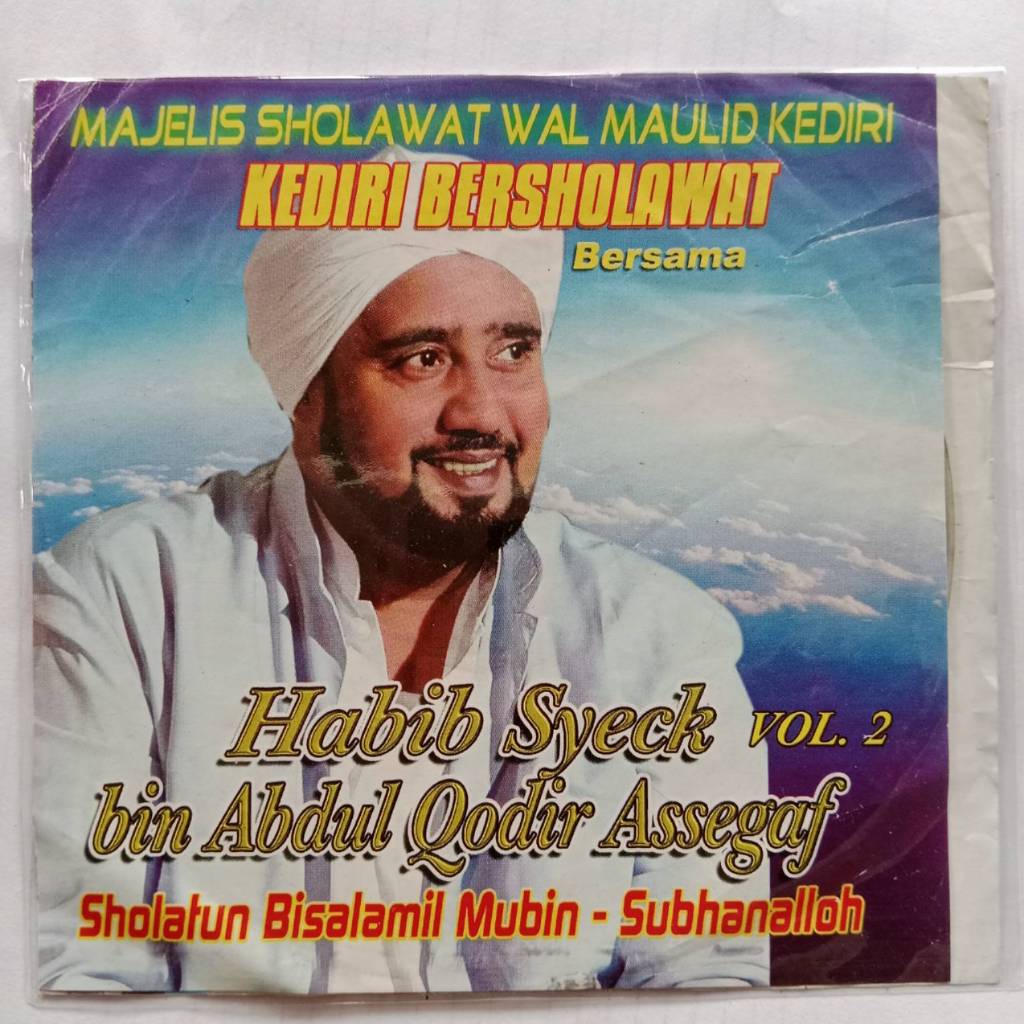 MAJELIS SHOLAWAT WAL MAULID KEDIRI
KEDIRI BERSHOLAWAT
Bersama
Habib Syeck VOL. 2
bin Abdul Qodir Assegaf
Sholatun Bisalamil Mubin - Subhanalloh